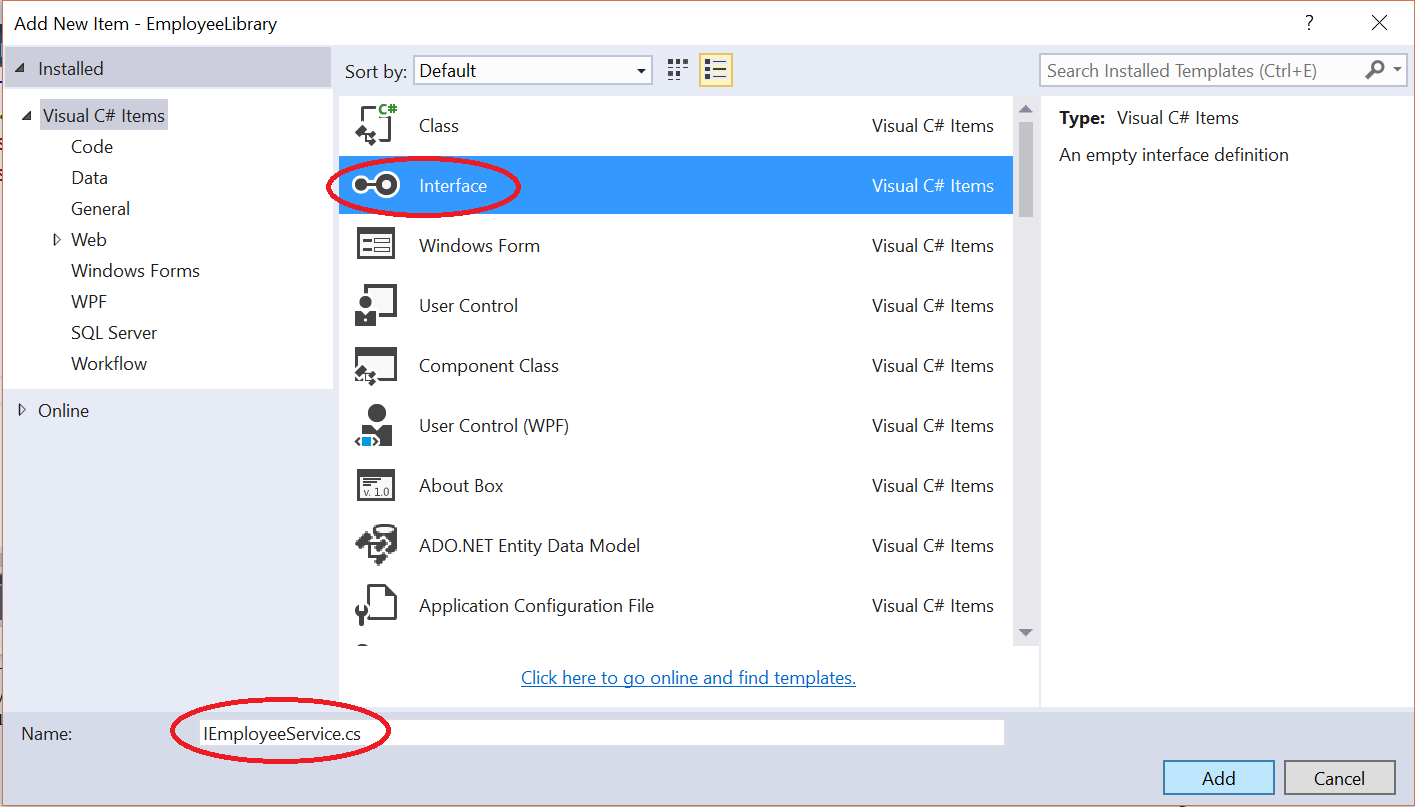 Add New Item - EmployeeLibrary
?
Installed
Sort by: Default
Search Installed Templates (Ctrl+E)
Visual C# Items
Code
Data
General
Web
Windows Forms
WPF
SQL Server
Workflow
Online
C#
Class Visual C# Items
Interface Visual C# Items
Windows Form Visual C# Items
User Control Visual C# Items
Component Class Visual C# Items
User Control (WPF) Visual C# Items
v. 1.0
About Box Visual C# Items
ADO.NET Entity Data Model Visual C# Items
Application Configuration File Visual C# Items
Click here to go online and find templates.
Type: Visual C# Items
An empty interface definition
Name: IEmployeeService.cs
Add Cancel